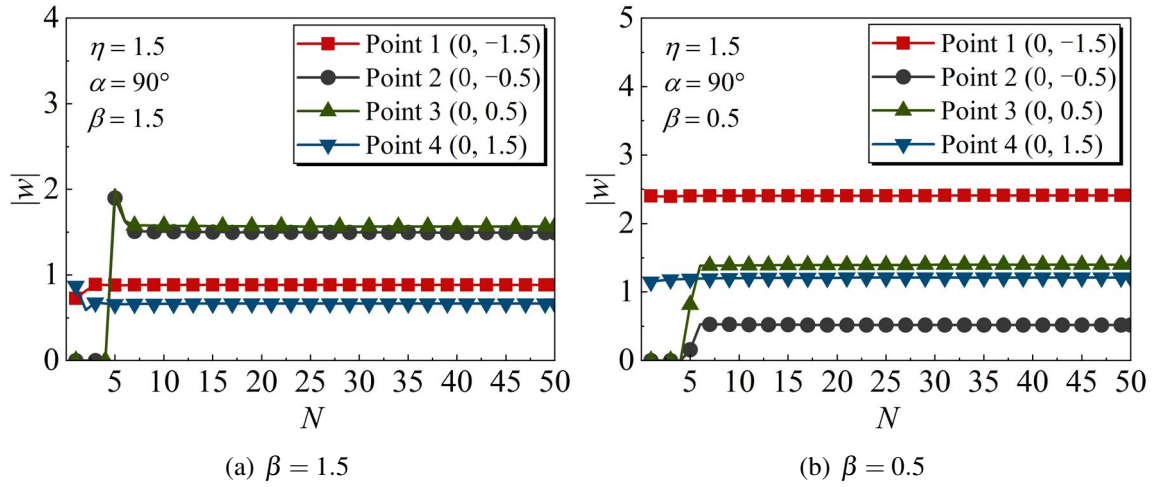 4
3
2
1
0
|w|
η = 1.5
α = 90°
β = 1.5
Point 1 (0, −1.5)
Point 2 (0, −0.5)
Point 3 (0, 0.5)
Point 4 (0, 1.5)
5 10 15 20 25 30 35 40 45 50
N
(a) β = 1.5
5
4
3
2
1
0
|w|
η = 1.5
α = 90°
β = 0.5
Point 1 (0, −1.5)
Point 2 (0, −0.5)
Point 3 (0, 0.5)
Point 4 (0, 1.5)
5 10 15 20 25 30 35 40 45 50
N
(b) β = 0.5